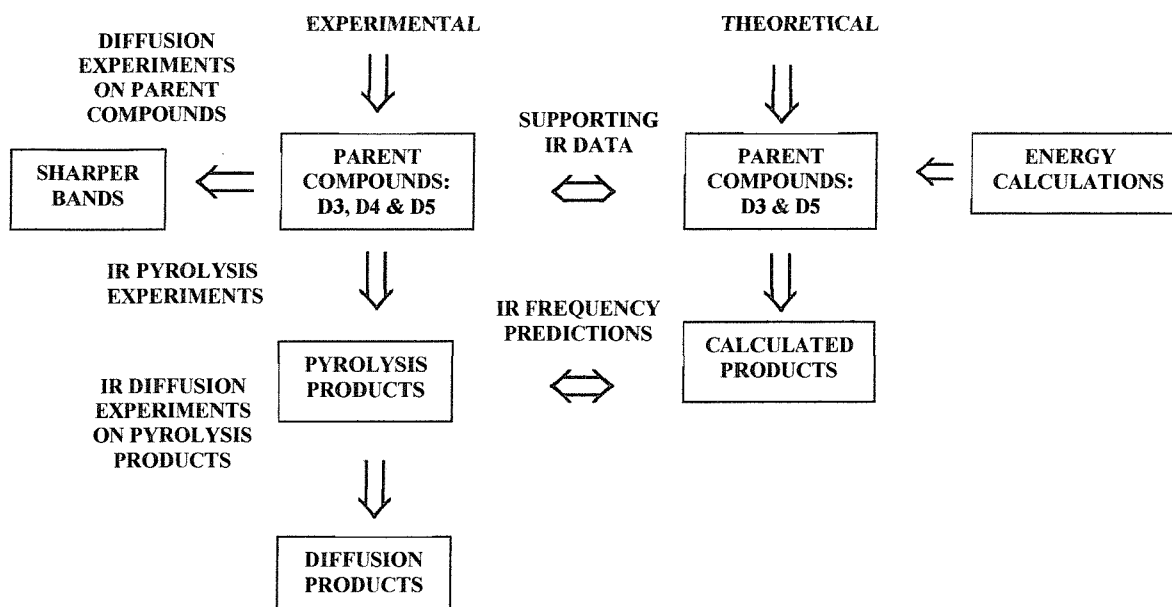 EXPERIMENTAL
THEORETICAL
DIFFUSION
EXPERIMENTS
ON PARENT
COMPOUNDS
SUPPORTING
IR DATA
SHARPER
BANDS
PARENT
COMPOUNDS:
D3, D4 & D5
PARENT
COMPOUNDS:
D3 & D5
ENERGY
CALCULATIONS
IR PYROLYSIS
EXPERIMENTS
IR FREQUENCY
PREDICTIONS
PYROLYSIS
PRODUCTS
CALCULATED
PRODUCTS
IR DIFFUSION
EXPERIMENTS
ON PYROLYSIS
PRODUCTS
DIFFUSION
PRODUCTS